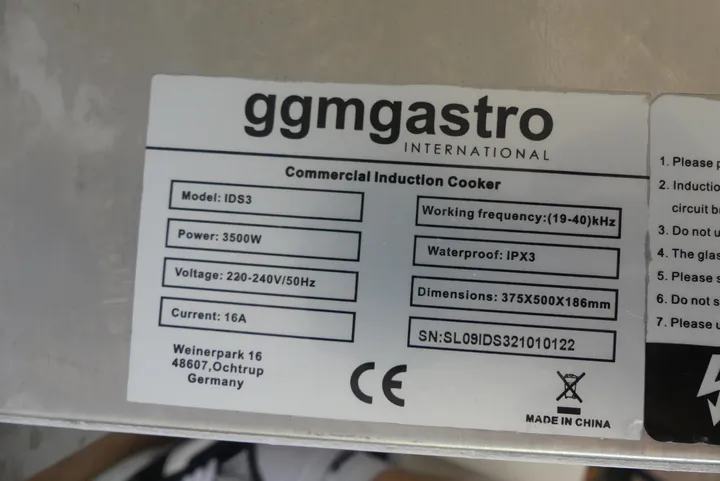 ggmgastro
INTERNATIONAL
Commercial Induction Cooker
Model: IDS3
Power: 3500W
Voltage: 220-240V/50Hz
Current: 16A
Working frequency:(19-40)kHz
Waterproof: IPX3
Dimensions: 375X500X186mm
SN:SL09IDS321010122
Weinerpark 16
48607,Ochtrup
Germany
CE
MADE IN CHINA
1. Please
2. Inductio
circuit b
3. Do not u
4. The glas
5. Please s
6. Do not s
7. Please u